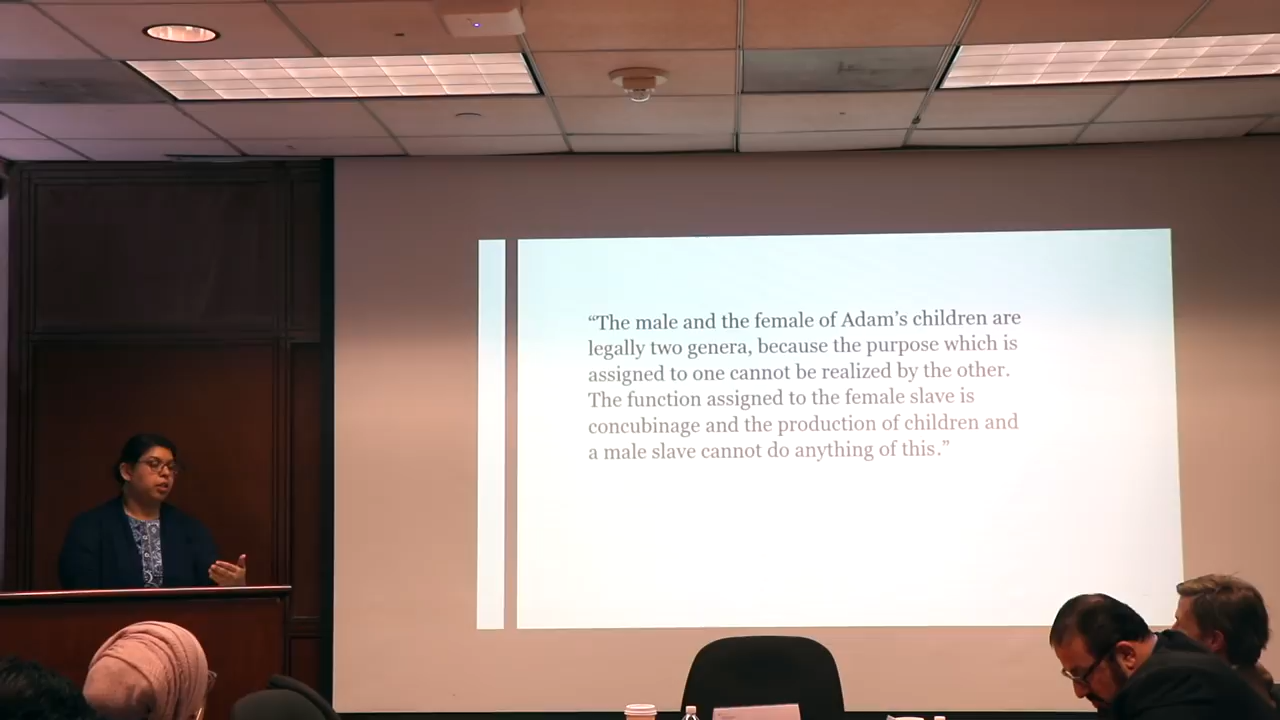 “The male and the female of Adam’s children are
legally two genera, because the purpose which is
assigned to one cannot be realized by the other.
The function assigned to the female slave is
concubinage and the production of children and
a male slave cannot do anything of this.”